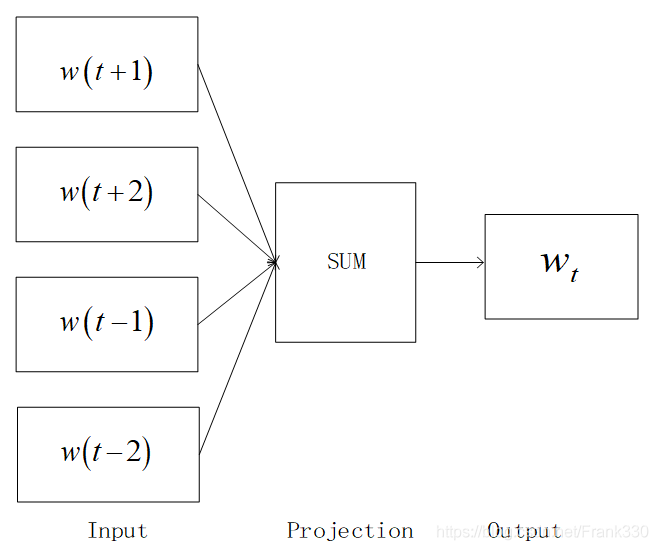 w(t+1)
w(t+2)
SUM
w_t
w(t−1)
w(t−2)
Input
Projection
Output